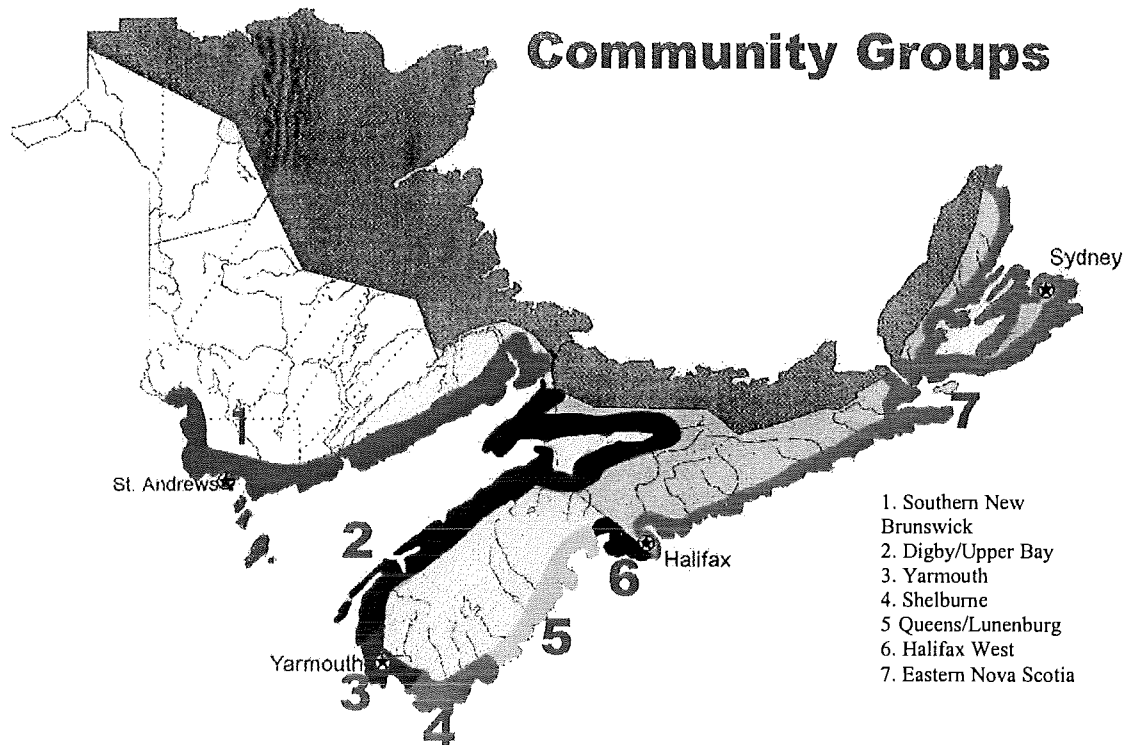 Community Groups
Sydney
1
7
St. Andrews
2
6
Halifax
5
Yarmouth
3
4
1. Southern New
Brunswick
2. Digby/Upper Bay
3. Yarmouth
4. Shelburne
5 Queens/Lunenburg
6. Halifax West
7. Eastern Nova Scotia